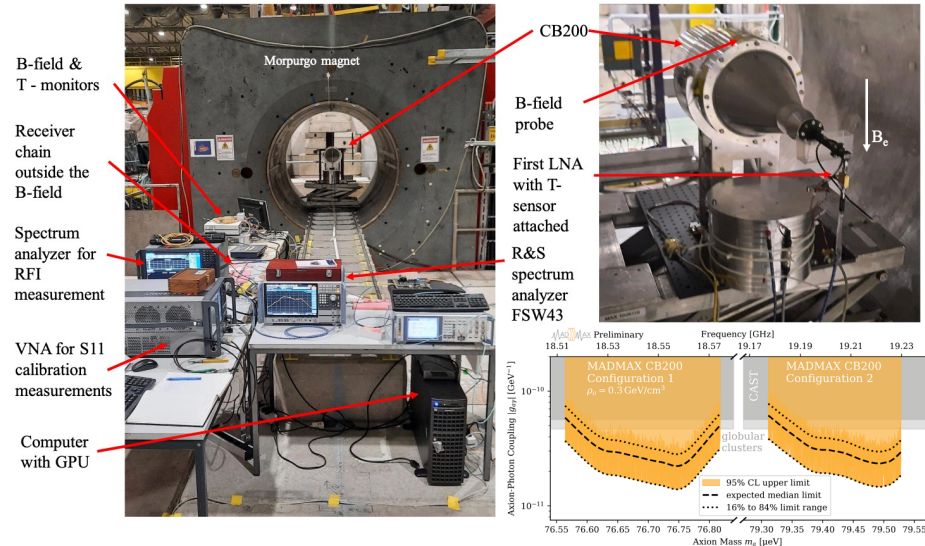 B-field &
T - monitors
Receiver
chain
outside the
B-field
Spectrum
analyzer for
RFI
measurement
VNA for S11
calibration
measurements
Computer
with GPU
Morpurgo magnet
CB200
B-field
probe
First LNA
with T-
sensor
attached
R&S
spectrum
analyzer
FSW43
Be
MADMAX Preliminary
Frequency [GHz]
18.51 18.53 18.55 18.57 19.17 19.19 19.21 19.23
Axion-Photon Coupling |gaγ| [GeV⁻¹]
10⁻¹⁰
10⁻¹¹
MADMAX CB200
Configuration 1
CAST
MADMAX CB200
Configuration 2
globular
clusters
95% CL upper limit
expected median limit
16% to 84% limit range
76.55 76.60 76.65 76.70 76.75 76.80 79.30 79.35 79.40 79.45 79.50 79.55
Axion Mass ma [μeV]